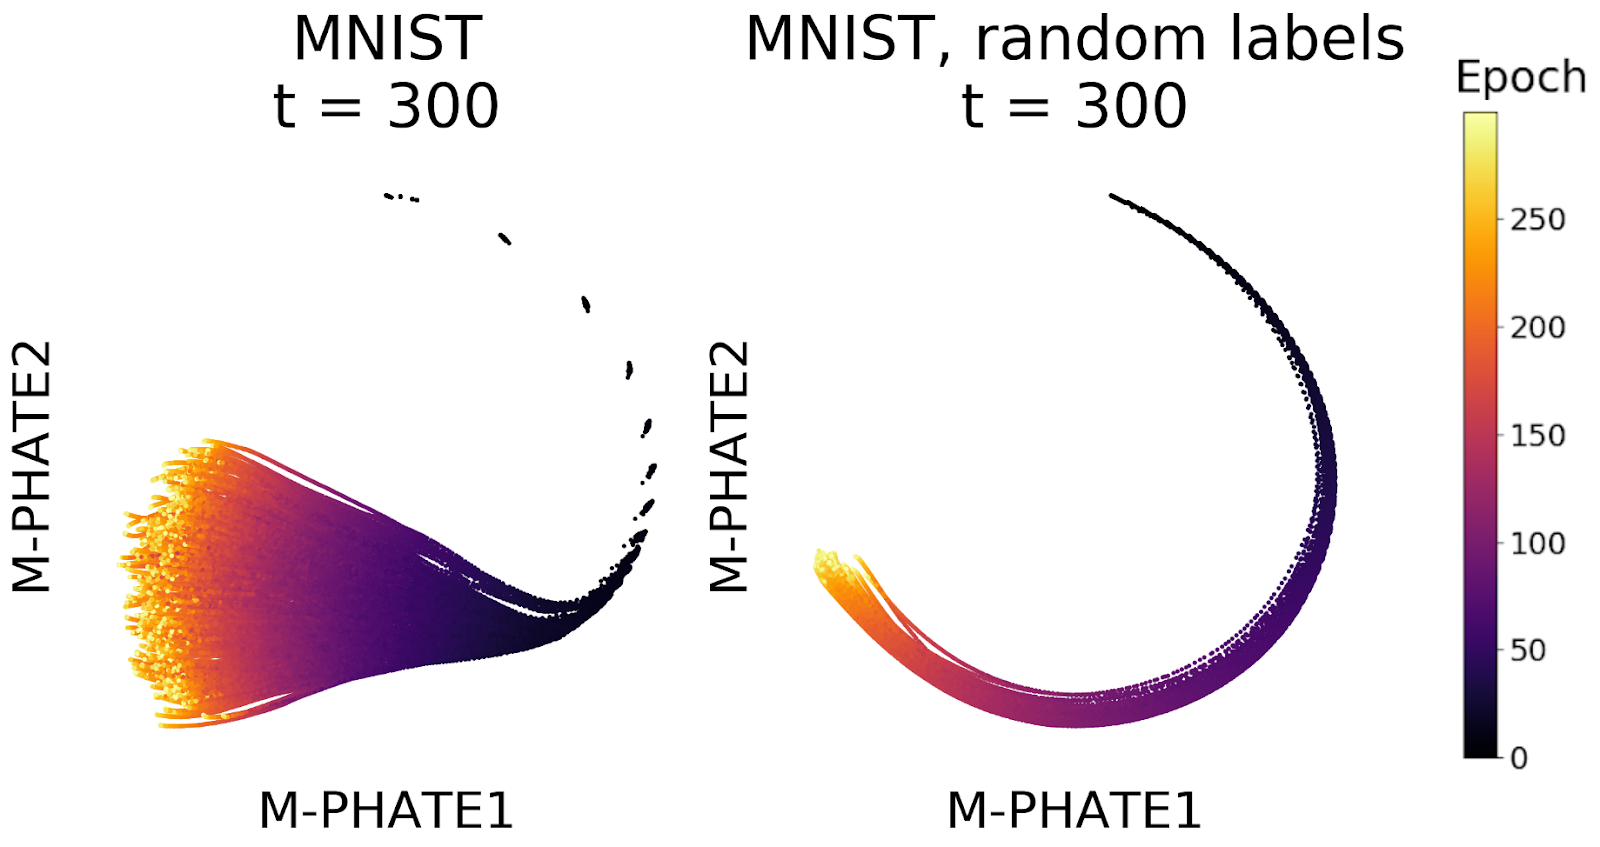 MNIST
t = 300
M-PHATE2
M-PHATE1
MNIST, random labels
t = 300
M-PHATE2
M-PHATE1
Epoch
250
200
150
100
50
0